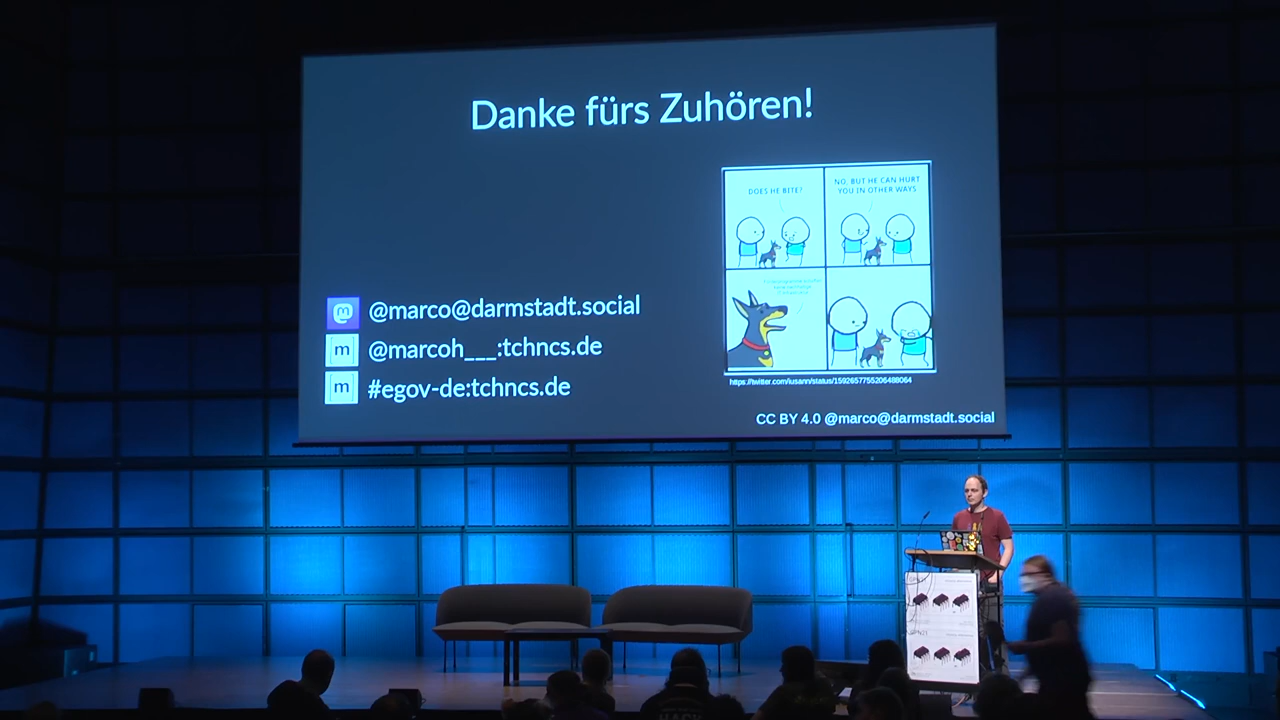 Danke fürs Zuhören!
DOES HE BITE?
NO, BUT HE CAN HURT
YOU IN OTHER WAYS
@marco@darmstadt.social
@marcoh___:tchncs.de
#egov-de:tchncs.de
https://twitter.com/iusann/status/1592657755206488064
CC BY 4.0 @marco@darmstadt.social